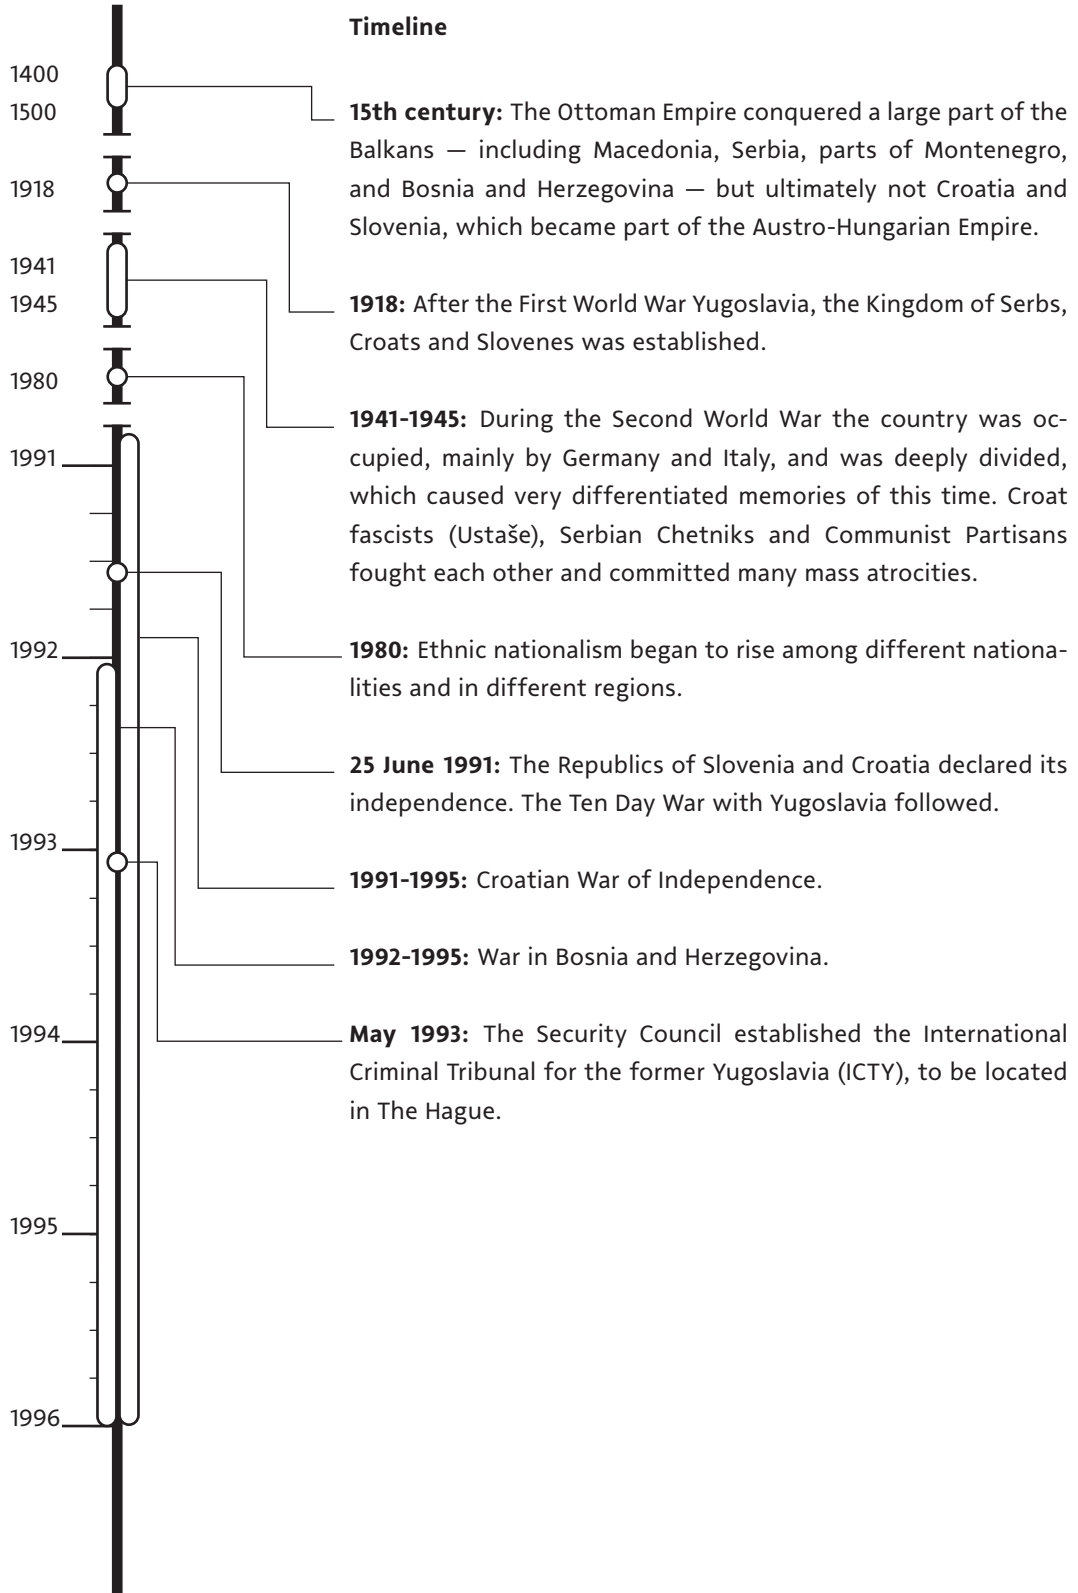 Timeline
1400
1500
15th century: The Ottoman Empire conquered a large part of the
Balkans — including Macedonia, Serbia, parts of Montenegro,
and Bosnia and Herzegovina — but ultimately not Croatia and
Slovenia, which became part of the Austro-Hungarian Empire.
1918
1918: After the First World War Yugoslavia, the Kingdom of Serbs,
Croats and Slovenes was established.
1941
1945
1941-1945: During the Second World War the country was oc-
cupied, mainly by Germany and Italy, and was deeply divided,
which caused very differentiated memories of this time. Croat
fascists (Ustaše), Serbian Chetniks and Communist Partisans
fought each other and committed many mass atrocities.
1980
1980: Ethnic nationalism began to rise among different nationa-
lities and in different regions.
1991
25 June 1991: The Republics of Slovenia and Croatia declared its
independence. The Ten Day War with Yugoslavia followed.
1991-1995: Croatian War of Independence.
1992
1992-1995: War in Bosnia and Herzegovina.
1993
May 1993: The Security Council established the International
Criminal Tribunal for the former Yugoslavia (ICTY), to be located
in The Hague.
1994
1995
1996